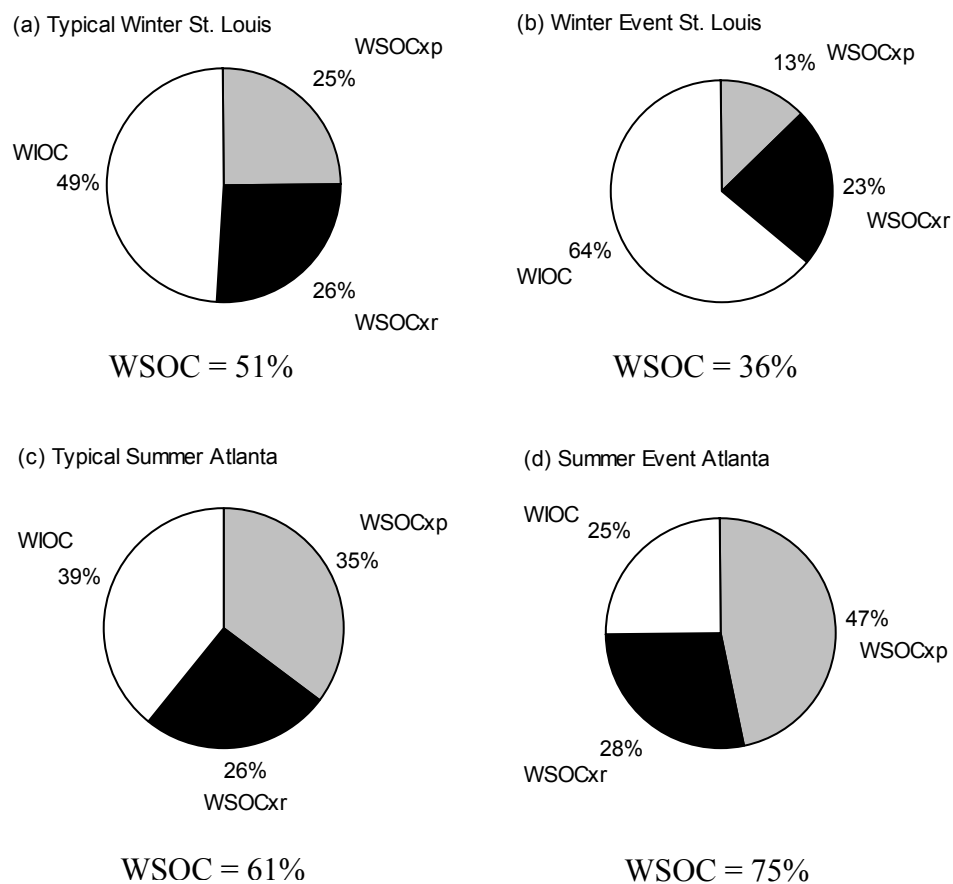 (a) Typical Winter St. Louis
WSOCxp
25%
WIOC
49%
26%
WSOCxr
WSOC = 51%
(b) Winter Event St. Louis
WSOCxp
13%
23%
WSOCxr
64%
WIOC
WSOC = 36%
(c) Typical Summer Atlanta
WSOCxp
35%
WIOC
39%
26%
WSOCxr
WSOC = 61%
(d) Summer Event Atlanta
WIOC
25%
47%
WSOCxp
28%
WSOCxr
WSOC = 75%